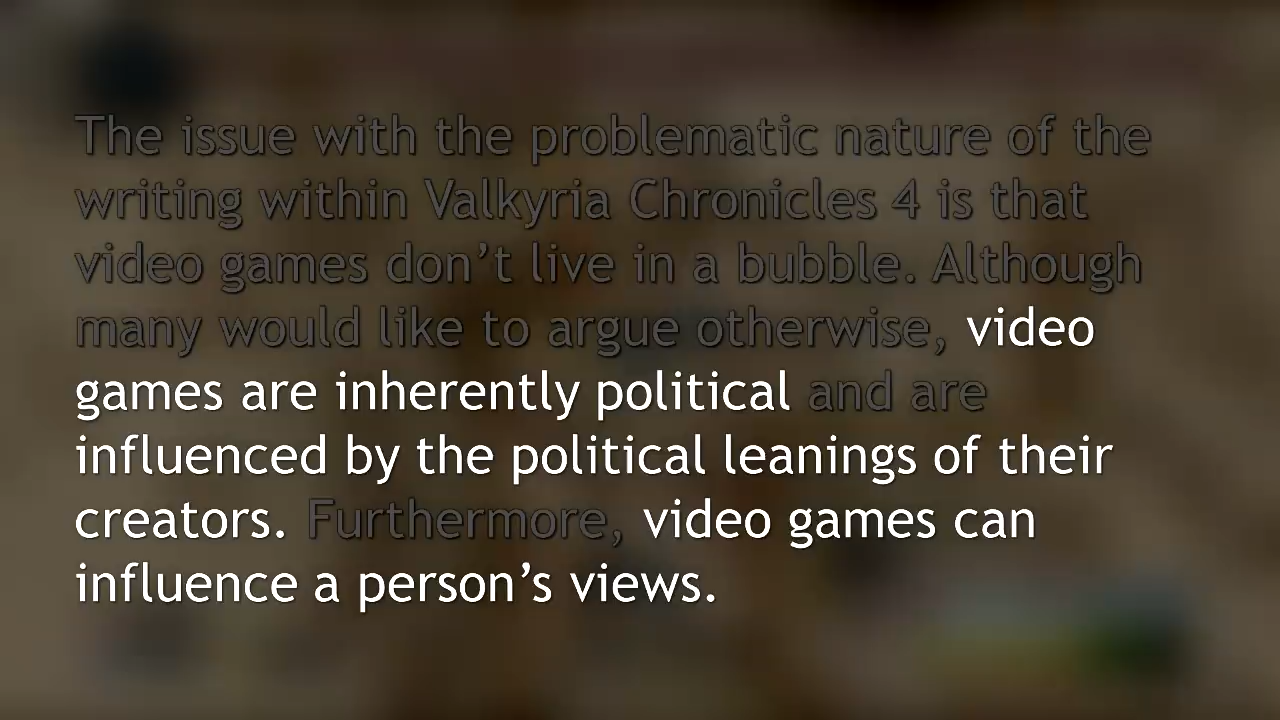 The issue with the problematic nature of the
writing within Valkyria Chronicles 4 is that
video games don’t live in a bubble. Although
many would like to argue otherwise, video
games are inherently political and are
influenced by the political leanings of their
creators. Furthermore, video games can
influence a person’s views.